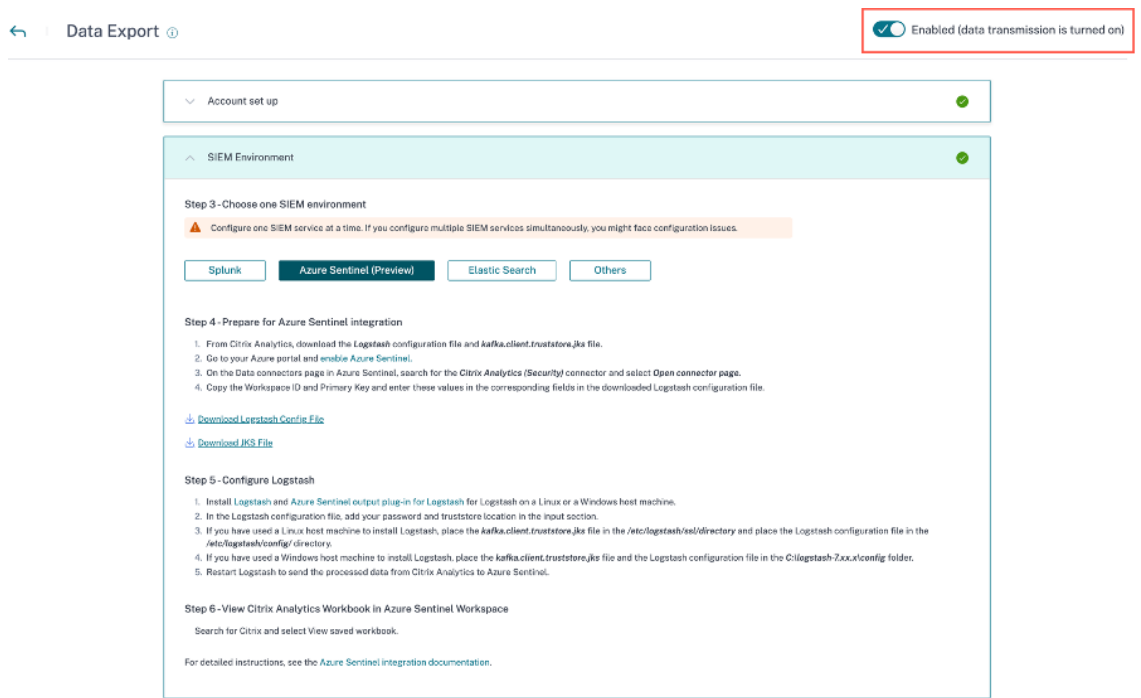 Data Export
Enabled (data transmission is turned on)
Account set up
SIEM Environment
Step 3 - Choose one SIEM environment
Configure one SIEM service at a time. If you configure multiple SIEM services simultaneously, you might face configuration issues.
Splunk
Azure Sentinel (Preview)
Elastic Search
Others
Step 4 - Prepare for Azure Sentinel integration
1. From Citrix Analytics, download the Logstash configuration file and kafka.client.truststore.jks file.
2. Go to your Azure portal and enable Azure Sentinel.
3. On the Data connectors page in Azure Sentinel, search for the Citrix Analytics (Security) connector and select Open connector page.
4. Copy the Workspace ID and Primary Key and enter these values in the corresponding fields in the downloaded Logstash configuration file.
Download Logstash Config File
Download JKS File
Step 5 - Configure Logstash
1. Install Logstash and Azure Sentinel output plug-in for Logstash for Logstash on a Linux or a Windows host machine.
2. In the Logstash configuration file, add your password and truststore location in the input section.
3. If you have used a Linux host machine to install Logstash, place the kafka.client.truststore.jks file in the /etc/logstash/ssl/directory and place the Logstash configuration file in the
/etc/logstash/config/ directory.
4. If you have used a Windows host machine to install Logstash, place the kafka.client.truststore.jks file and the Logstash configuration file in the C:\logstash-7.xx.x\config folder.
5. Restart Logstash to send the processed data from Citrix Analytics to Azure Sentinel.
Step 6 - View Citrix Analytics Workbook in Azure Sentinel Workspace
Search for Citrix and select View saved workbook.
For detailed instructions, see the Azure Sentinel integration documentation.